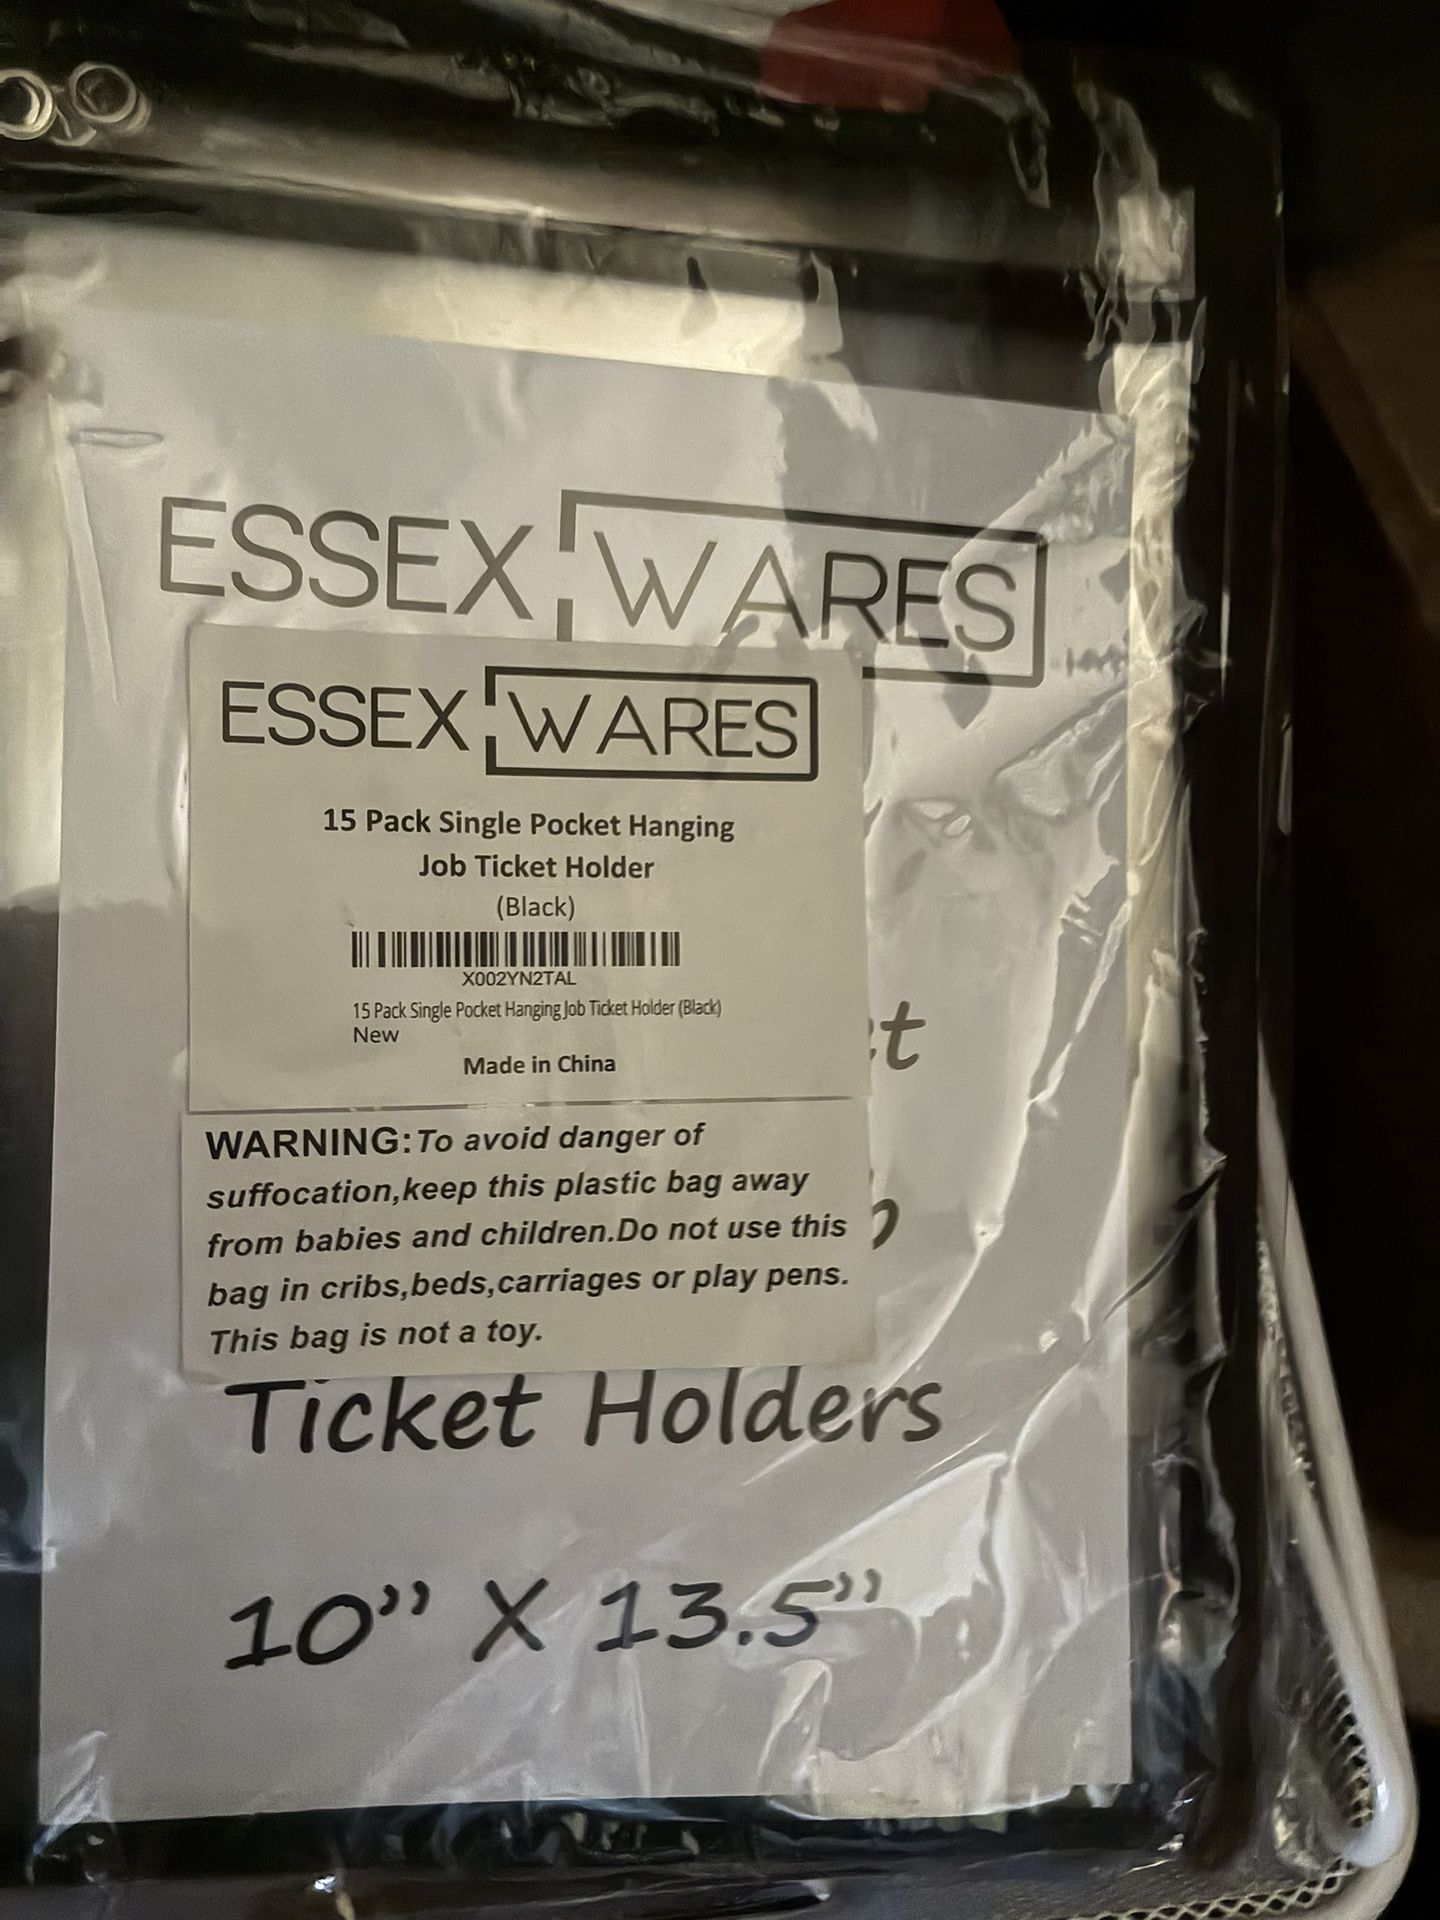 ESSEX WARES
ESSEX WARES
15 Pack Single Pocket Hanging
Job Ticket Holder
(Black)
X002YN2TAL
15 Pack Single Pocket Hanging Job Ticket Holder (Black)
New
Made in China
WARNING:To avoid danger of
suffocation,keep this plastic bag away
from babies and children.Do not use this
bag in cribs,beds,carriages or play pens.
This bag is not a toy.
Ticket Holders
10” X 13.5”